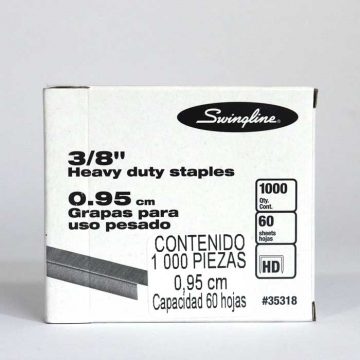 Swingline®
3/8"
Heavy duty staples
0.95 cm
Grapas para
uso pesado
1000
Qty.
Cont.
60
sheets
hojas
HD
CONTENIDO
1 000 PIEZAS
0,95 cm
Capacidad 60 hojas
#35318